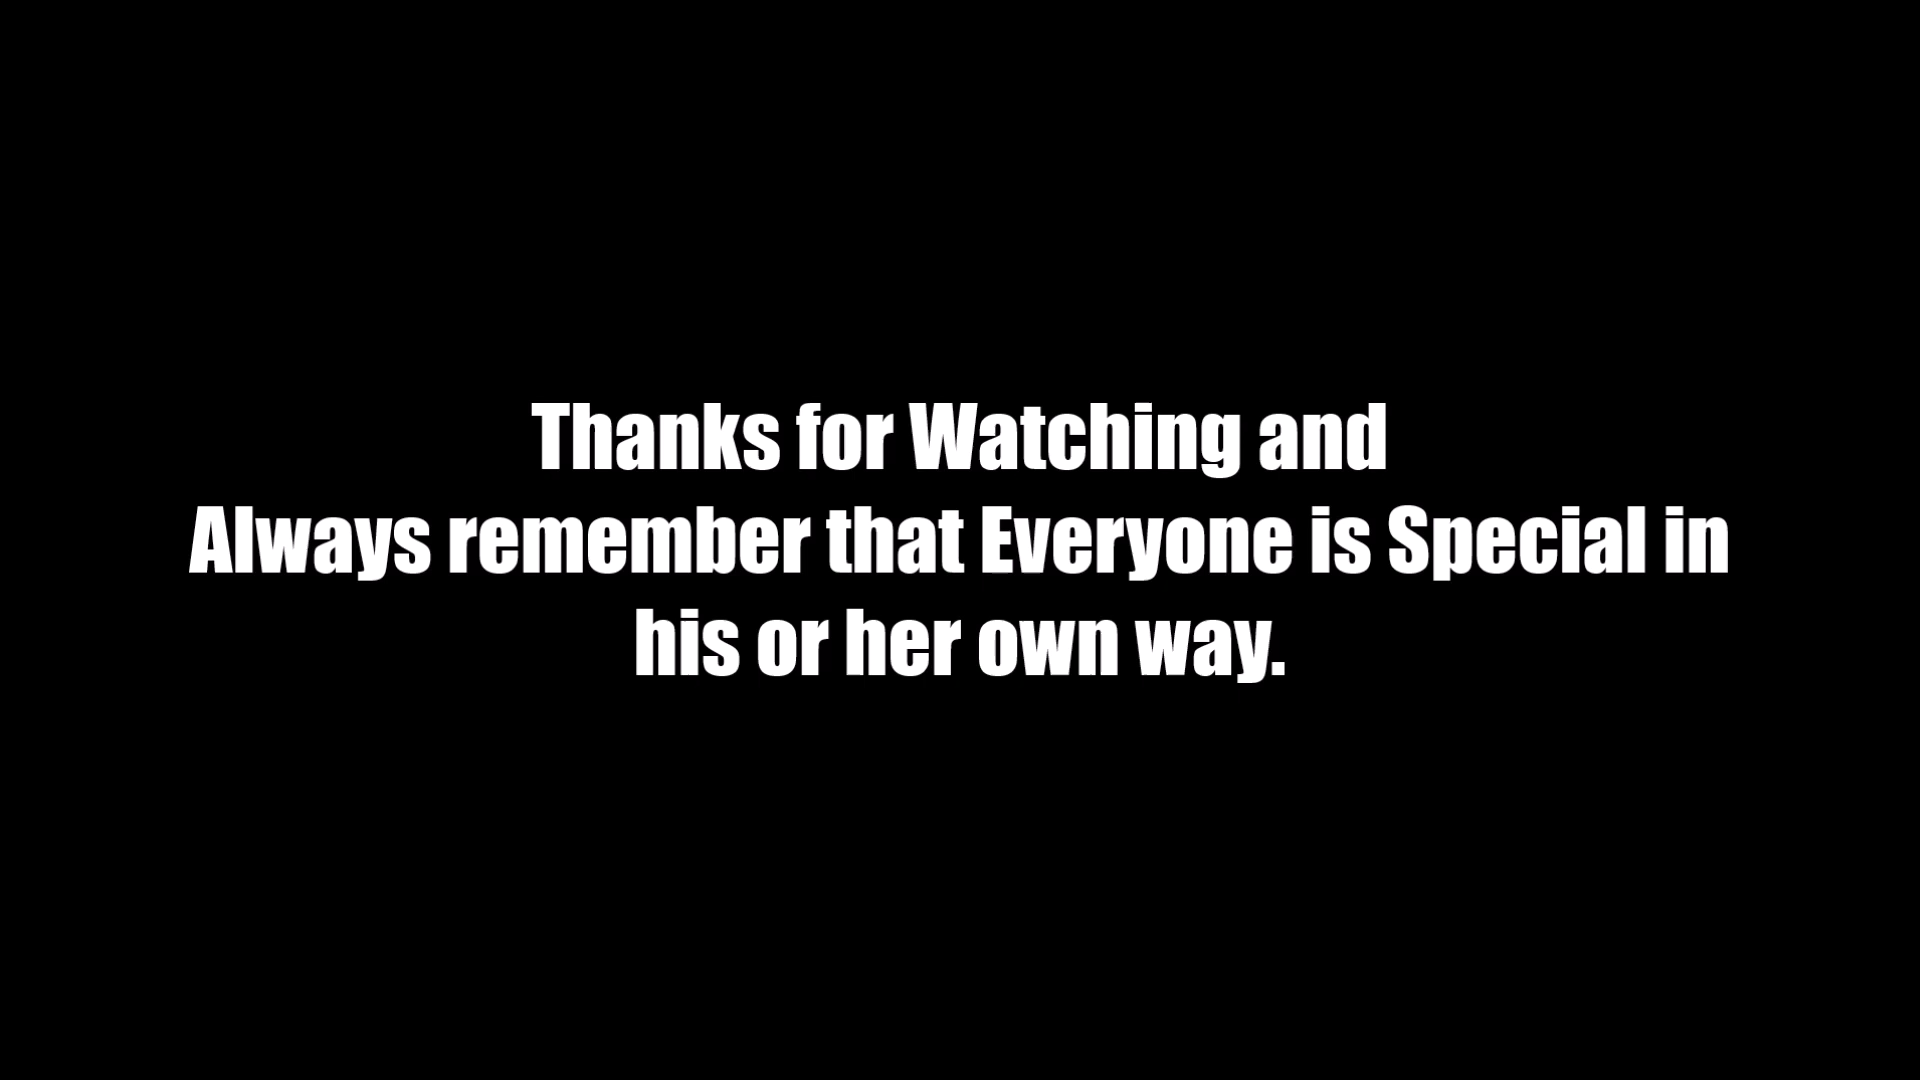 Thanks for Watching and
Always remember that Everyone is Special in
his or her own way.